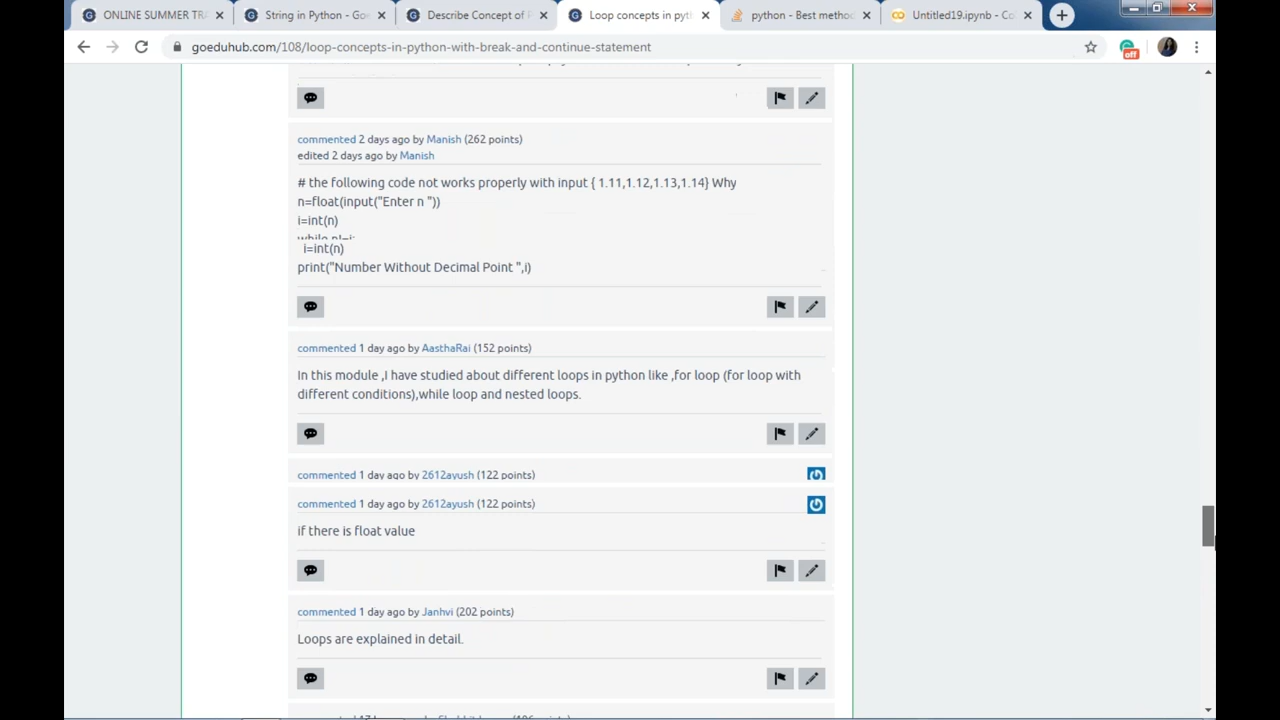 ONLINE SUMMER TRA
String in Python - Goe
Describe Concept of P
Loop concepts in pyth
python - Best metho
Untitled19.ipynb - Co
goeduhub.com/108/loop-concepts-in-python-with-break-and-continue-statement
off
commented 2 days ago by Manish (262 points)
edited 2 days ago by Manish
# the following code not works properly with input { 1.11,1.12,1.13,1.14} Why
n=float(input("Enter n "))
i=int(n)
while n!=i:
i=int(n)
print("Number Without Decimal Point ",i)
commented 1 day ago by AasthaRai (152 points)
In this module ,I have studied about different loops in python like ,for loop (for loop with
different conditions),while loop and nested loops.
commented 1 day ago by 2612ayush (122 points)
commented 1 day ago by 2612ayush (122 points)
if there is float value
commented 1 day ago by Janhvi (202 points)
Loops are explained in detail.